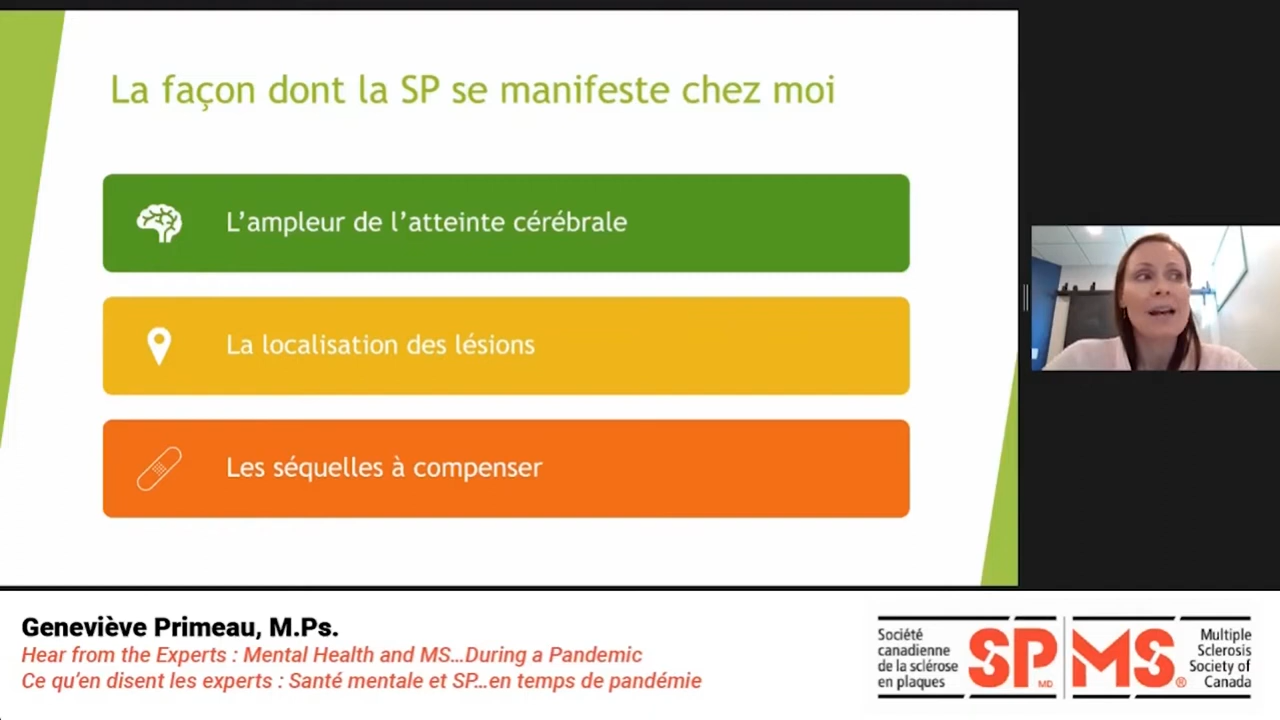 La façon dont la SP se manifeste chez moi
L'ampleur de l'atteinte cérébrale
La localisation des lésions
Les séquelles à compenser
Geneviève Primeau, M.Ps.
Hear from the Experts : Mental Health and MS...During a Pandemic
Ce qu'en disent les experts : Santé mentale et SP...en temps de pandémie
Société
canadienne
de la sclérose
en plaques
SP MD
MS ®
Multiple
Sclerosis
Society of
Canada